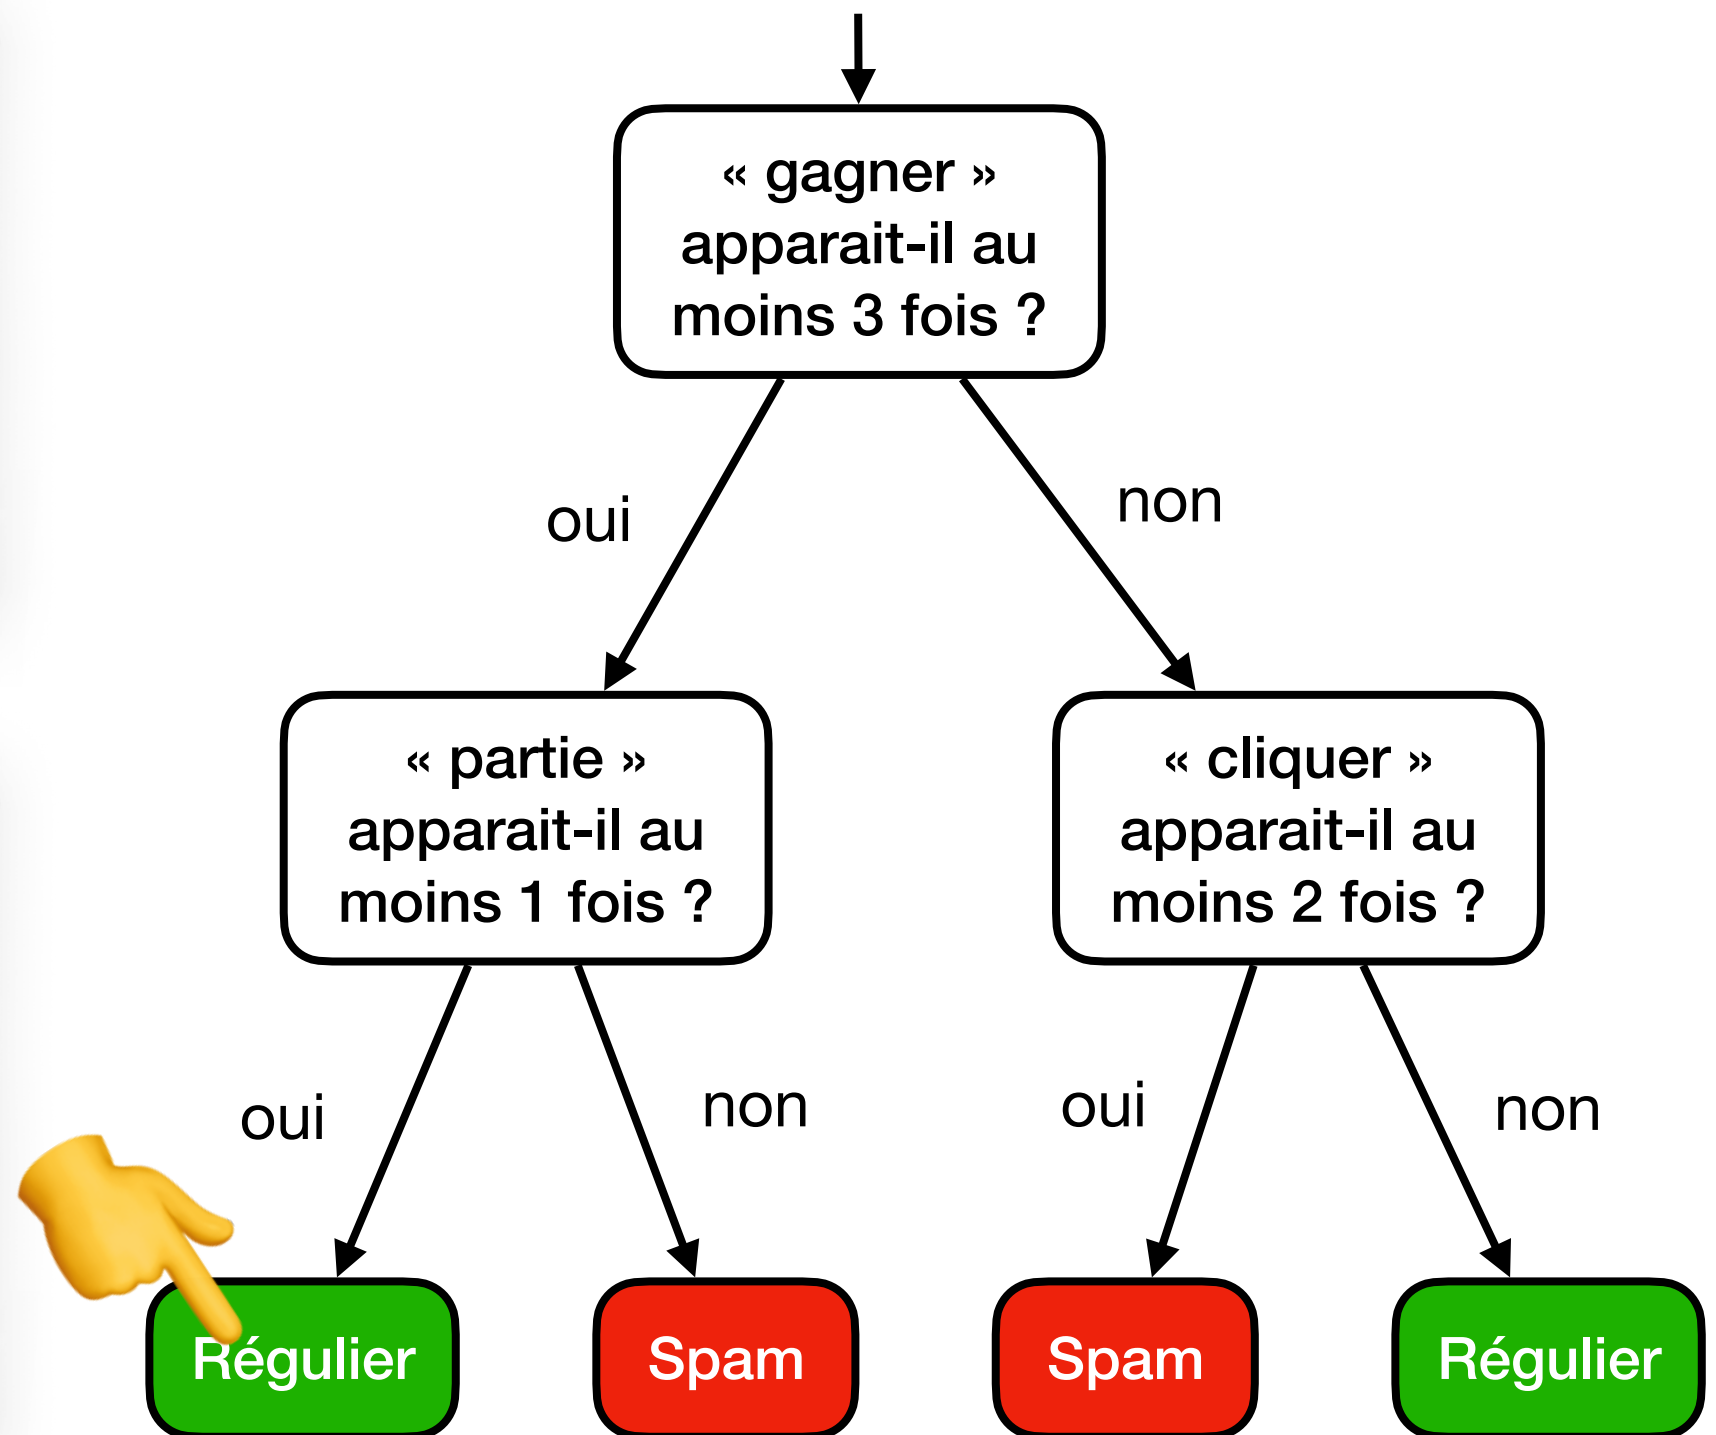 « gagner »
apparait-il au
moins 3 fois ?
oui
non
« partie »
apparait-il au
moins 1 fois ?
« cliquer »
apparait-il au
moins 2 fois ?
oui
non
oui
non
Régulier
Spam
Spam
Régulier